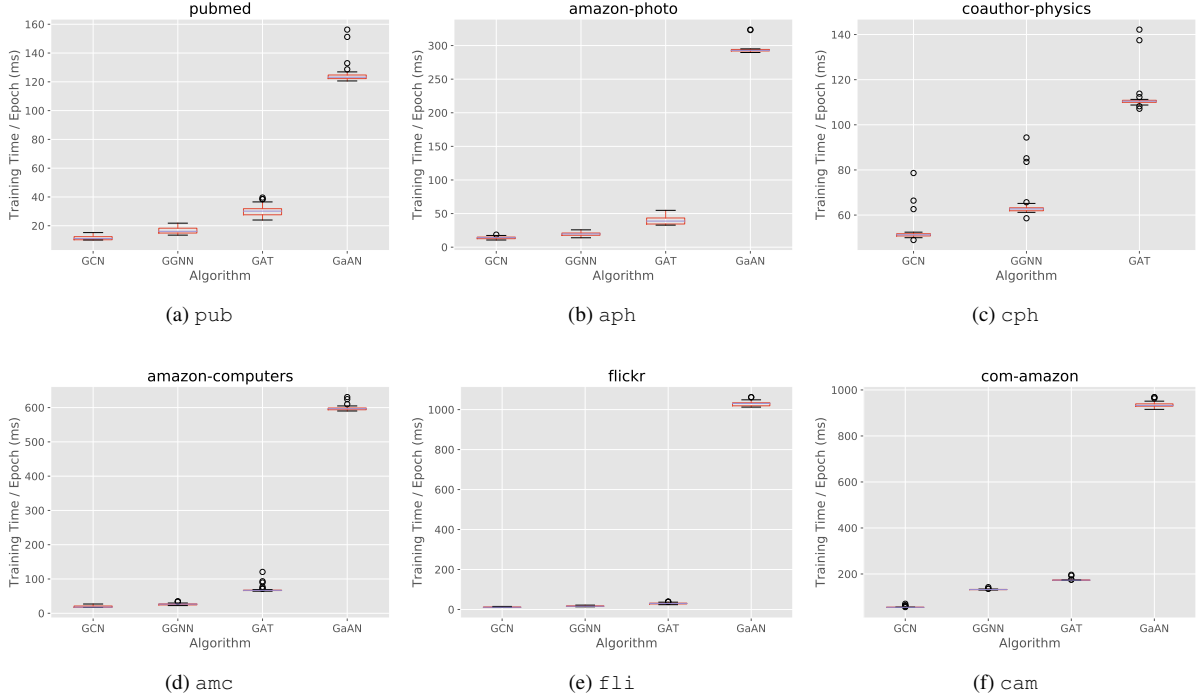 pubmed
Training Time / Epoch (ms)
160
140
120
100
80
60
40
20
GCN GGNN GAT GaAN
Algorithm
(a) pub
amazon-photo
Training Time / Epoch (ms)
300
250
200
150
100
50
0
GCN GGNN GAT GaAN
Algorithm
(b) aph
coauthor-physics
Training Time / Epoch (ms)
140
120
100
80
60
GCN GGNN GAT
Algorithm
(c) cph
amazon-computers
Training Time / Epoch (ms)
600
500
400
300
200
100
0
GCN GGNN GAT GaAN
Algorithm
(d) amc
flickr
Training Time / Epoch (ms)
1000
800
600
400
200
0
GCN GGNN GAT GaAN
Algorithm
(e) fli
com-amazon
Training Time / Epoch (ms)
1000
800
600
400
200
GCN GGNN GAT GaAN
Algorithm
(f) cam